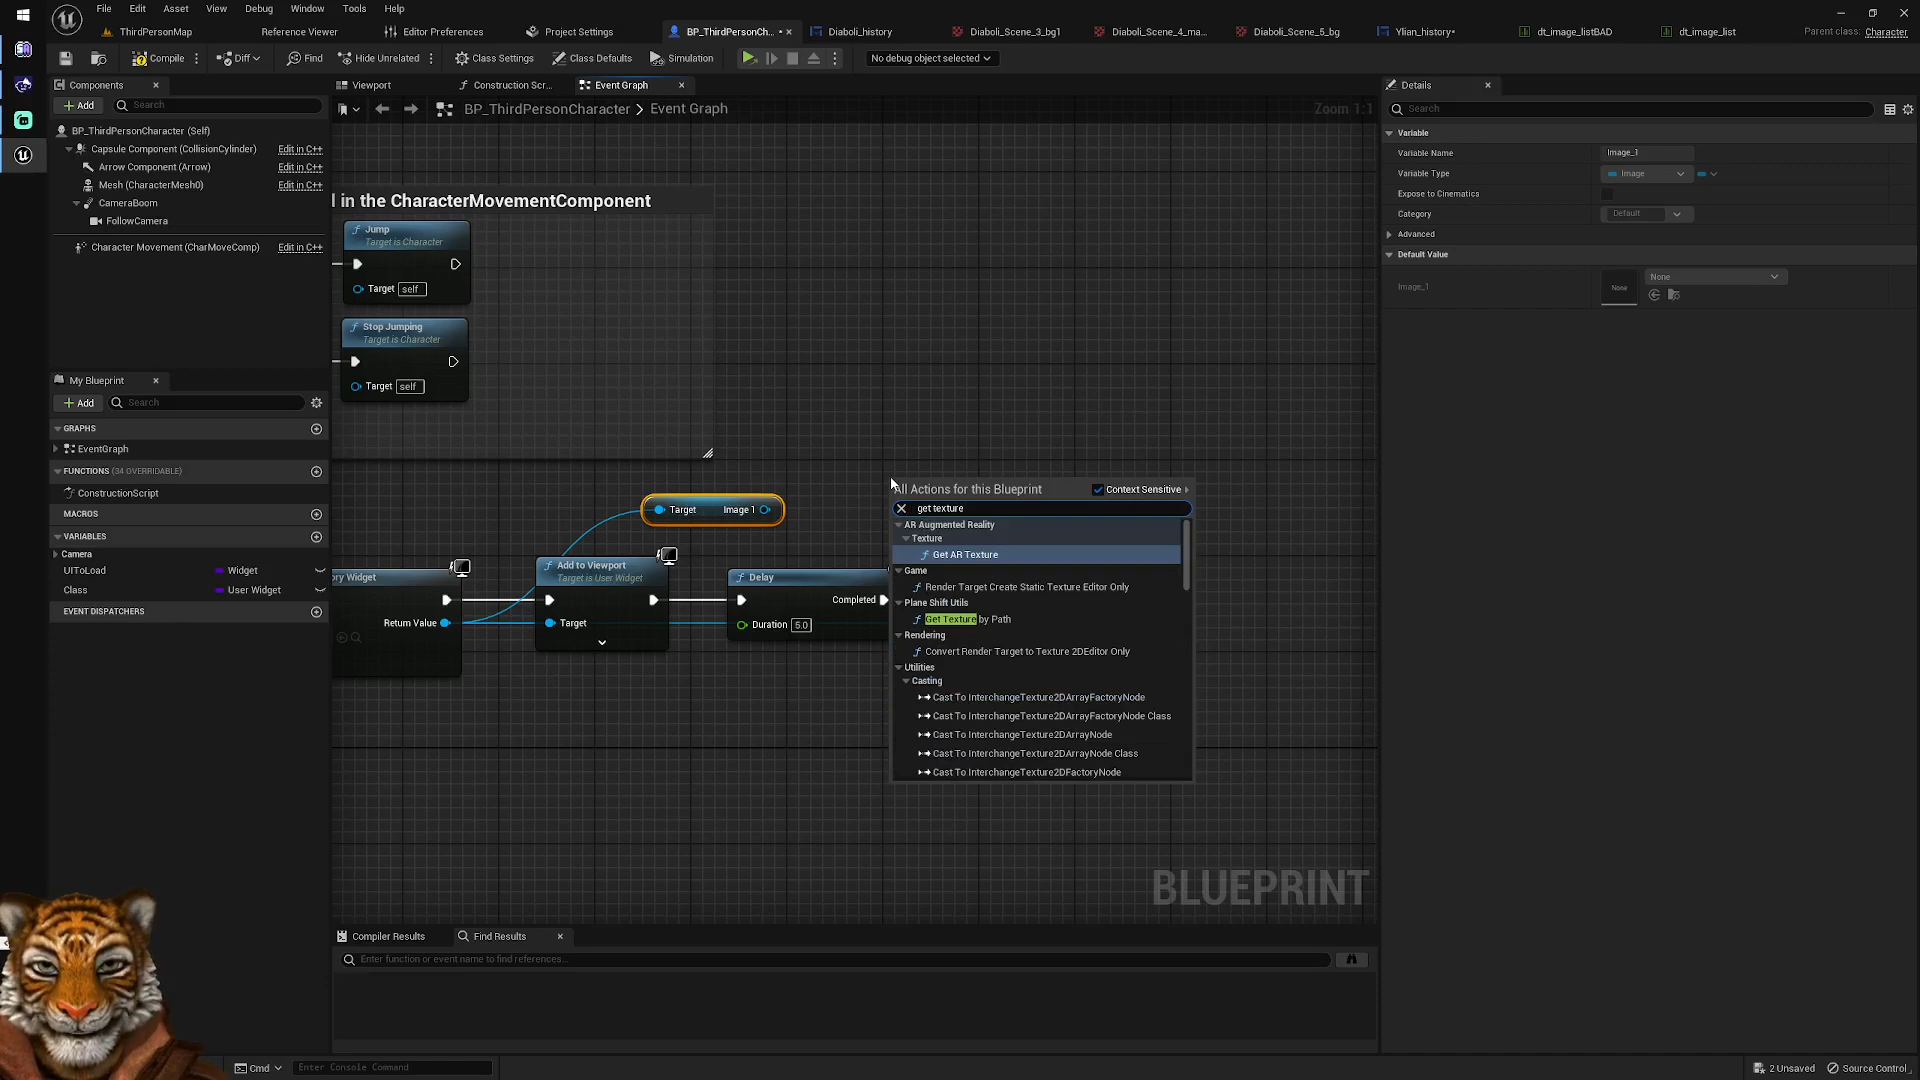 File Edit Asset View Debug Window Tools Help
ThirdPersonMap Reference Viewer Editor Preferences Project Settings BP_ThirdPersonCh... Diaboli_history Diaboli_Scene_3_bg1 Diaboli_Scene_4_ma... Diaboli_Scene_5_bg Ylian_history• dt_image_listBAD dt_image_list Parent class: Character
Compile Diff Find Hide Unrelated Class Settings Class Defaults Simulation No debug object selected
Components
Add Search
BP_ThirdPersonCharacter (Self)
Capsule Component (CollisionCylinder) Edit in C++
Arrow Component (Arrow) Edit in C++
Mesh (CharacterMesh0) Edit in C++
CameraBoom
FollowCamera
Character Movement (CharMoveComp) Edit in C++
My Blueprint
Add Search
GRAPHS
EventGraph
FUNCTIONS (34 OVERRIDABLE)
ConstructionScript
MACROS
VARIABLES
Camera
UIToLoad Widget
Class User Widget
EVENT DISPATCHERS
Viewport Construction Scr... Event Graph
BP_ThirdPersonCharacter Event Graph Zoom 1:1
in the CharacterMovementComponent
Jump
Target is Character
Target self
Stop Jumping
Target is Character
Target self
Target Image 1
ory Widget
Return Value
Add to Viewport
Target is User Widget
Target
Delay
Completed
Duration 5.0
All Actions for this Blueprint Context Sensitive
get texture
AR Augmented Reality
Texture
Get AR Texture
Game
Render Target Create Static Texture Editor Only
Plane Shift Utils
Get Texture by Path
Rendering
Convert Render Target to Texture 2DEditor Only
Utilities
Casting
Cast To InterchangeTexture2DArrayFactoryNode
Cast To InterchangeTexture2DArrayFactoryNode Class
Cast To InterchangeTexture2DArrayNode
Cast To InterchangeTexture2DArrayNode Class
Cast To InterchangeTexture2DFactoryNode
BLUEPRINT
Compiler Results Find Results
Enter function or event name to find references...
Details
Search
Variable
Variable Name Image_1
Variable Type Image
Expose to Cinematics
Category Default
Advanced
Default Value
Image_1 None None
Cmd Enter Console Command
2 Unsaved Source Control